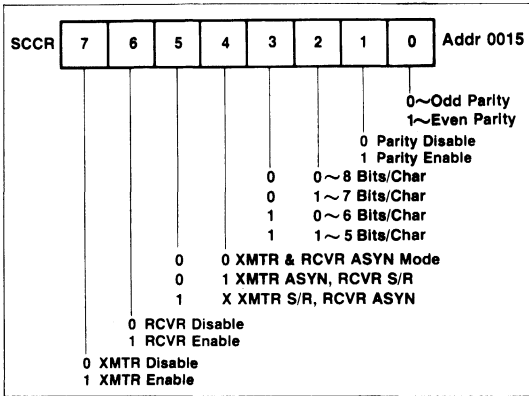 SCCR 7 6 5 4 3 2 1 0 Addr 0015
0~Odd Parity
1~Even Parity
0 Parity Disable
1 Parity Enable
0 0~8 Bits/Char
0 1~7 Bits/Char
1 0~6 Bits/Char
1 1~5 Bits/Char
0 0 XMTR & RCVR ASYN Mode
0 1 XMTR ASYN, RCVR S/R
1 X XMTR S/R, RCVR ASYN
0 RCVR Disable
1 RCVR Enable
0 XMTR Disable
1 XMTR Enable